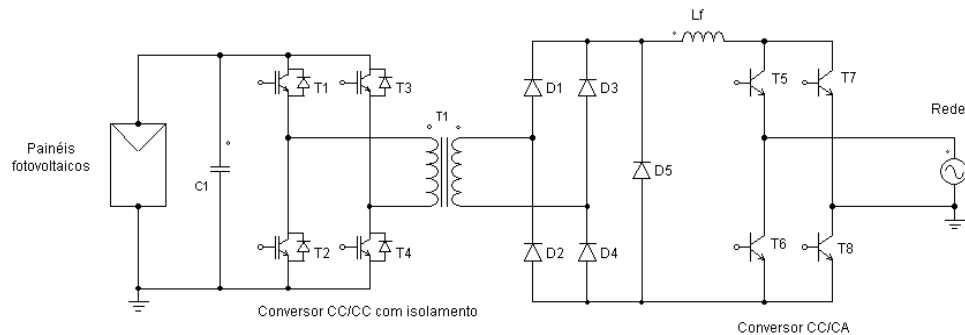 Lf
T1
T3
T1
D1
D3
T5
T7
Rede
Painéis
fotovoltaicos
C1
D5
T2
T4
D2
D4
T6
T8
Conversor CC/CC com isolamento
Conversor CC/CA